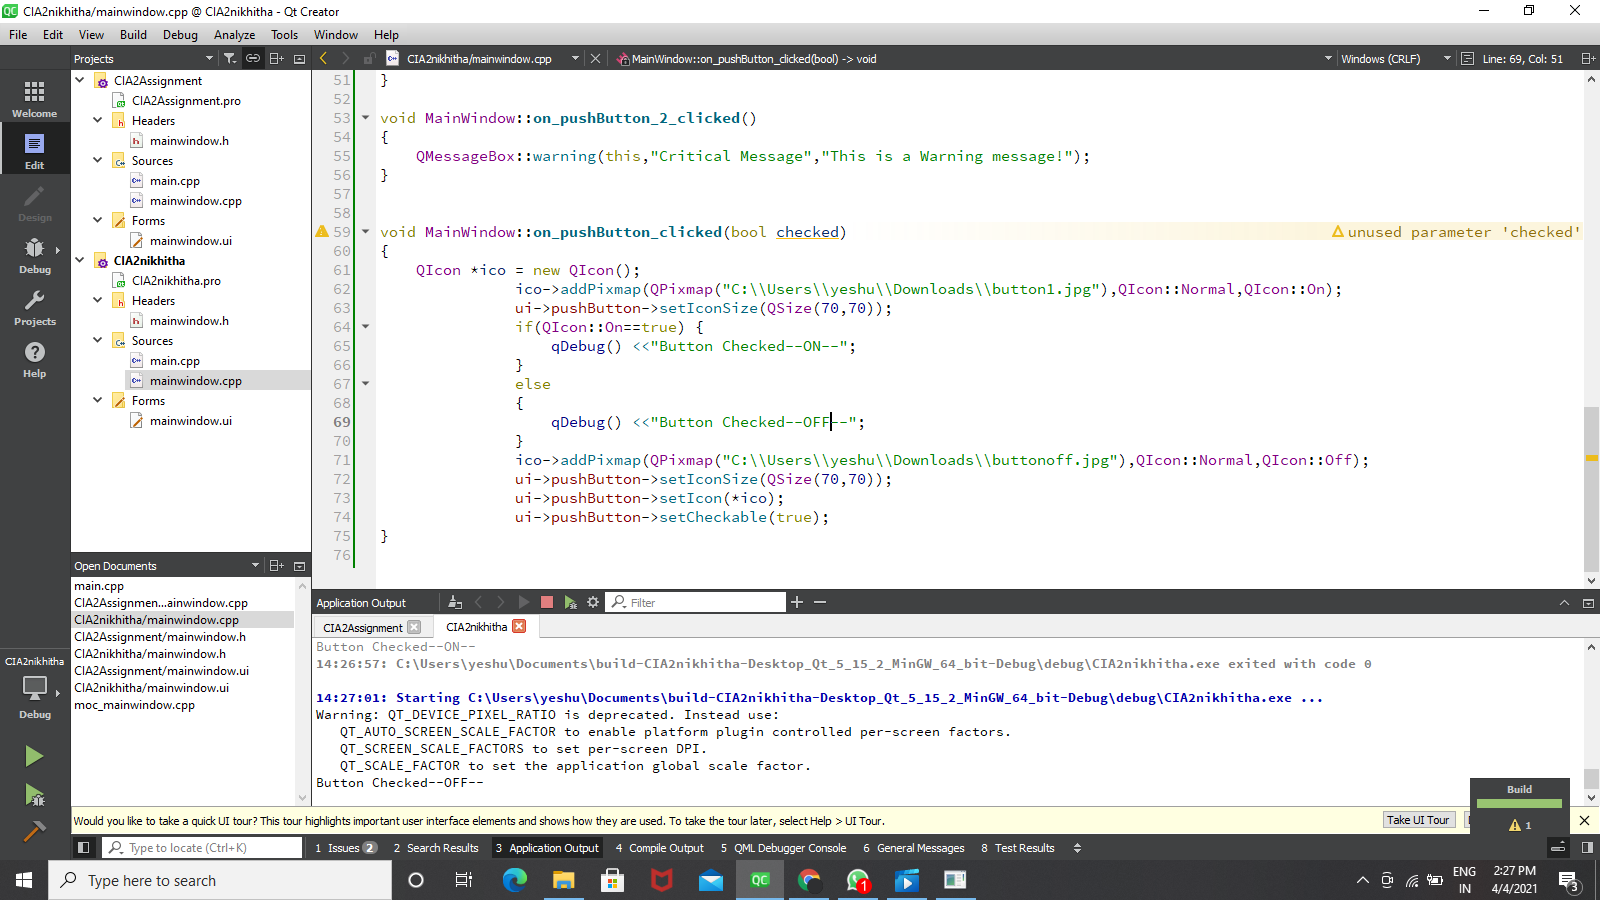 CIA2nikhitha/mainwindow.cpp @ CIA2nikhitha - Qt Creator
File Edit View Build Debug Analyze Tools Window Help
Projects
CIA2nikhitha/mainwindow.cpp
MainWindow::on_pushButton_clicked(bool) -> void
Windows (CRLF)
Line: 69, Col: 51
Welcome
Edit
Design
Debug
Projects
Help
CIA2Assignment
CIA2Assignment.pro
Headers
mainwindow.h
Sources
main.cpp
mainwindow.cpp
Forms
mainwindow.ui
CIA2nikhitha
CIA2nikhitha.pro
Headers
mainwindow.h
Sources
main.cpp
mainwindow.cpp
Forms
mainwindow.ui
51 }
52
53 void MainWindow::on_pushButton_2_clicked()
54 {
55 QMessageBox::warning(this,"Critical Message","This is a Warning message!");
56 }
57
58
59 void MainWindow::on_pushButton_clicked(bool checked) unused parameter 'checked'
60 {
61 QIcon *ico = new QIcon();
62 ico->addPixmap(QPixmap("C:\\Users\\yeshu\\Downloads\\button1.jpg"),QIcon::Normal,QIcon::On);
63 ui->pushButton->setIconSize(QSize(70,70));
64 if(QIcon::On==true) {
65 qDebug() <<"Button Checked--ON--";
66 }
67 else
68 {
69 qDebug() <<"Button Checked--OFF--";
70 }
71 ico->addPixmap(QPixmap("C:\\Users\\yeshu\\Downloads\\buttonoff.jpg"),QIcon::Normal,QIcon::Off);
72 ui->pushButton->setIconSize(QSize(70,70));
73 ui->pushButton->setIcon(*ico);
74 ui->pushButton->setCheckable(true);
75 }
76
Open Documents
main.cpp
CIA2Assignmen...ainwindow.cpp
CIA2nikhitha/mainwindow.cpp
CIA2Assignment/mainwindow.h
CIA2nikhitha/mainwindow.h
CIA2Assignment/mainwindow.ui
CIA2nikhitha/mainwindow.ui
moc_mainwindow.cpp
CIA2nikhitha
Debug
Application Output
Filter
CIA2Assignment
CIA2nikhitha
Button Checked--ON--
14:26:57: C:\Users\yeshu\Documents\build-CIA2nikhitha-Desktop_Qt_5_15_2_MinGW_64_bit-Debug\debug\CIA2nikhitha.exe exited with code 0
14:27:01: Starting C:\Users\yeshu\Documents\build-CIA2nikhitha-Desktop_Qt_5_15_2_MinGW_64_bit-Debug\debug\CIA2nikhitha.exe ...
Warning: QT_DEVICE_PIXEL_RATIO is deprecated. Instead use:
QT_AUTO_SCREEN_SCALE_FACTOR to enable platform plugin controlled per-screen factors.
QT_SCREEN_SCALE_FACTORS to set per-screen DPI.
QT_SCALE_FACTOR to set the application global scale factor.
Button Checked--OFF--
Build
1
Would you like to take a quick UI tour? This tour highlights important user interface elements and shows how they are used. To take the tour later, select Help > UI Tour.
Take UI Tour
Type to locate (Ctrl+K)
1 Issues 2
2 Search Results
3 Application Output
4 Compile Output
5 QML Debugger Console
6 General Messages
8 Test Results
Type here to search
QC
1
ENG
IN
2:27 PM
4/4/2021
3